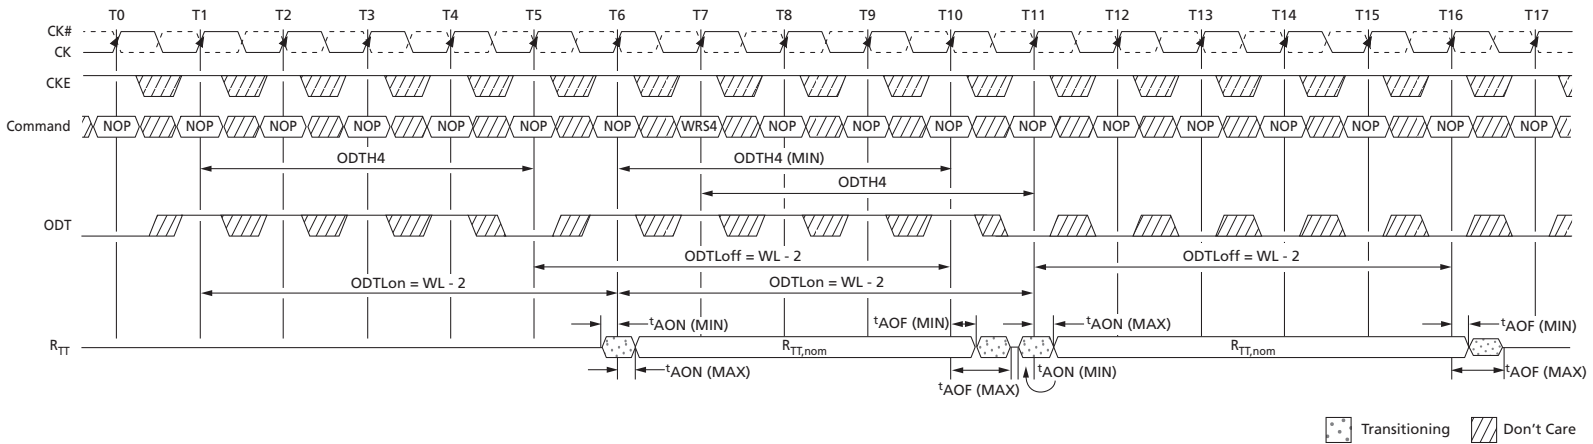 T0 T1 T2 T3 T4 T5 T6 T7 T8 T9 T10 T11 T12 T13 T14 T15 T16 T17
CK#
CK
CKE
Command NOP NOP NOP NOP NOP NOP NOP WRS4 NOP NOP NOP NOP NOP NOP NOP NOP NOP NOP
ODTH4 ODTH4 (MIN)
ODTH4
ODT
ODTLoff = WL - 2 ODTLoff = WL - 2
ODTLon = WL - 2 ODTLon = WL - 2
tAON (MIN) tAOF (MIN) tAON (MAX) tAOF (MIN)
RTT RTT,nom RTT,nom
tAON (MAX) tAON (MIN) tAOF (MAX)
tAOF (MAX)
Transitioning Don't Care